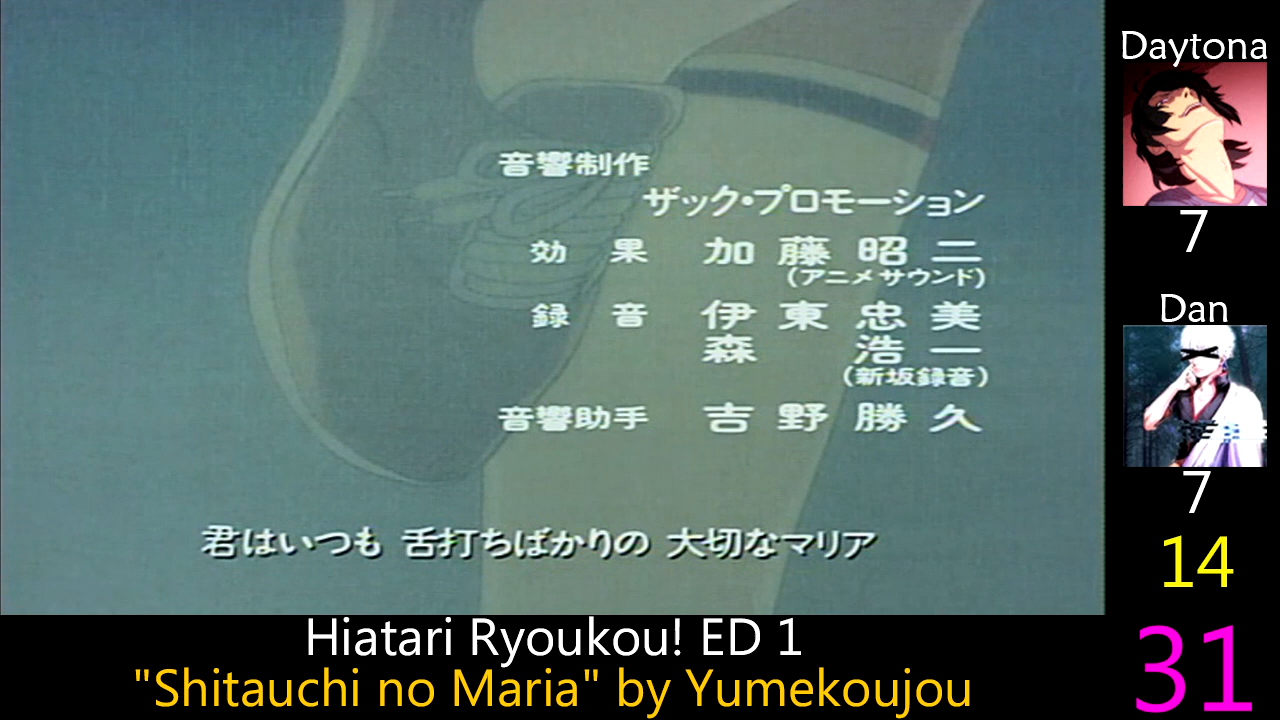 音響制作
ザック・プロモーション
効 果 加藤昭二
(アニメサウンド)
録 音 伊東忠美
森 浩一
(新坂録音)
音響助手 吉野勝久
君はいつも 舌打ちばかりの 大切なマリア
Hiatari Ryoukou! ED 1
"Shitauchi no Maria" by Yumekoujou
Daytona
7
Dan
7
14
31